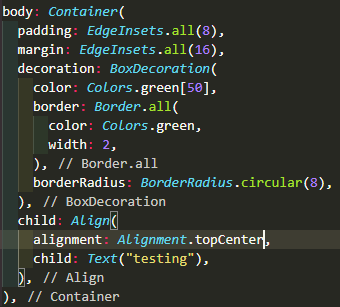 body: Container(
padding: EdgeInsets.all(8),
margin: EdgeInsets.all(16),
decoration: BoxDecoration(
color: Colors.green[50],
border: Border.all(
color: Colors.green,
width: 2,
), // Border.all
borderRadius: BorderRadius.circular(8),
), // BoxDecoration
child: Align(
alignment: Alignment.topCenter,
child: Text("testing"),
), // Align
), // Container